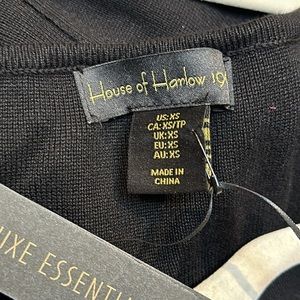 House of Harlow 19
US: XS
CA: XS/TP
UK: XS
EU: XS
AU: XS
MADE IN
CHINA
UXE ESSENTI